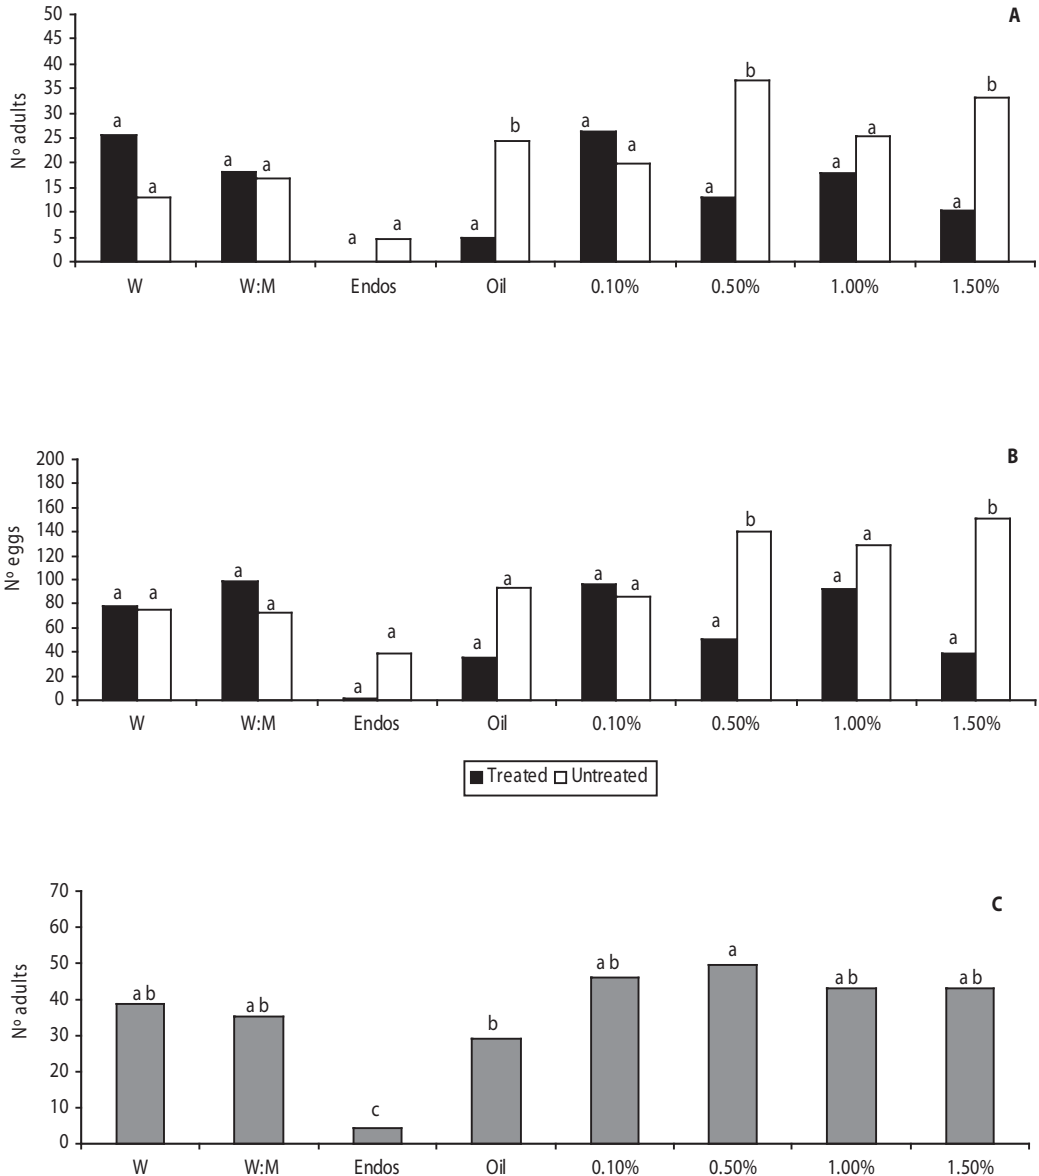 A
50
45
40
35
30
25
20
15
10
5
0
Nº adults
a a a a a a a b a a a b a a a b
W W:M Endos Oil 0.10% 0.50% 1.00% 1.50%
B
200
180
160
140
120
100
80
60
40
20
0
Nº eggs
a a a a a a a a a a a b a a a b
W W:M Endos Oil 0.10% 0.50% 1.00% 1.50%
Treated Untreated
C
70
60
50
40
30
20
10
0
Nº adults
a b a b c b a b a a b a b
W W:M Endos Oil 0.10% 0.50% 1.00% 1.50%